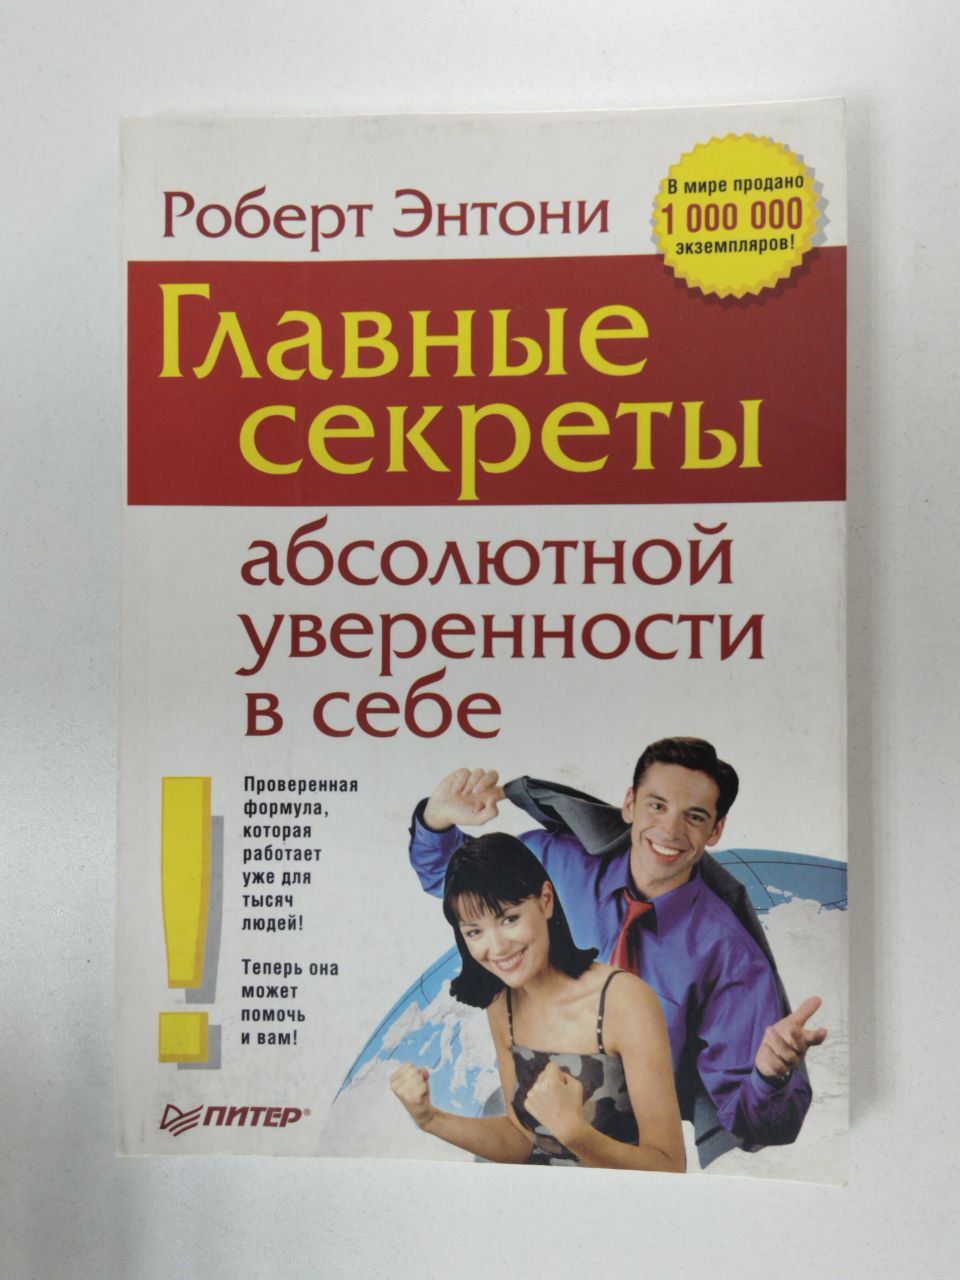 Роберт Энтони
В мире продано
1 000 000
экземпляров!
Главные
секреты
абсолютной
уверенности
в себе
Проверенная
формула,
которая
работает
уже для
тысяч
людей!
Теперь она
может
помочь
и вам!
ПИТЕР®